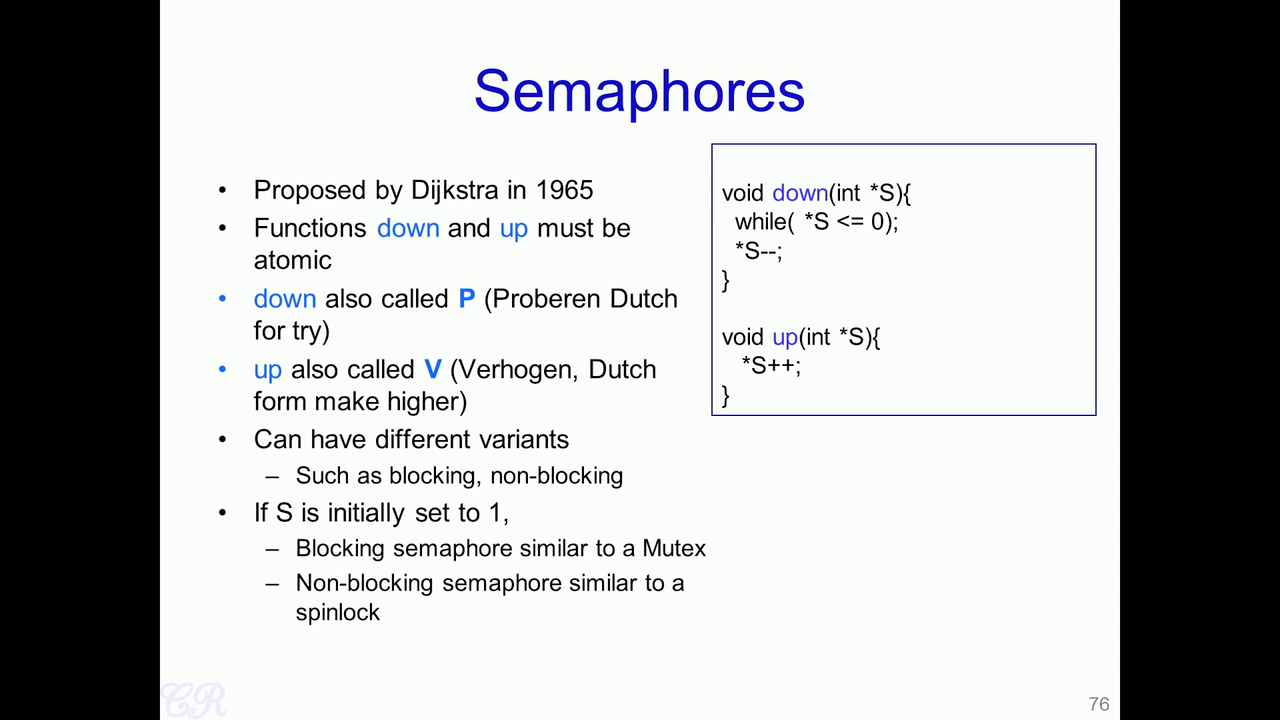 Semaphores
• Proposed by Dijkstra in 1965
• Functions down and up must be
atomic
• down also called P (Proberen Dutch
for try)
• up also called V (Verhogen, Dutch
form make higher)
• Can have different variants
– Such as blocking, non-blocking
• If S is initially set to 1,
– Blocking semaphore similar to a Mutex
– Non-blocking semaphore similar to a
spinlock
void down(int *S){
while( *S <= 0);
*S--;
}
void up(int *S){
*S++;
}
CR
76